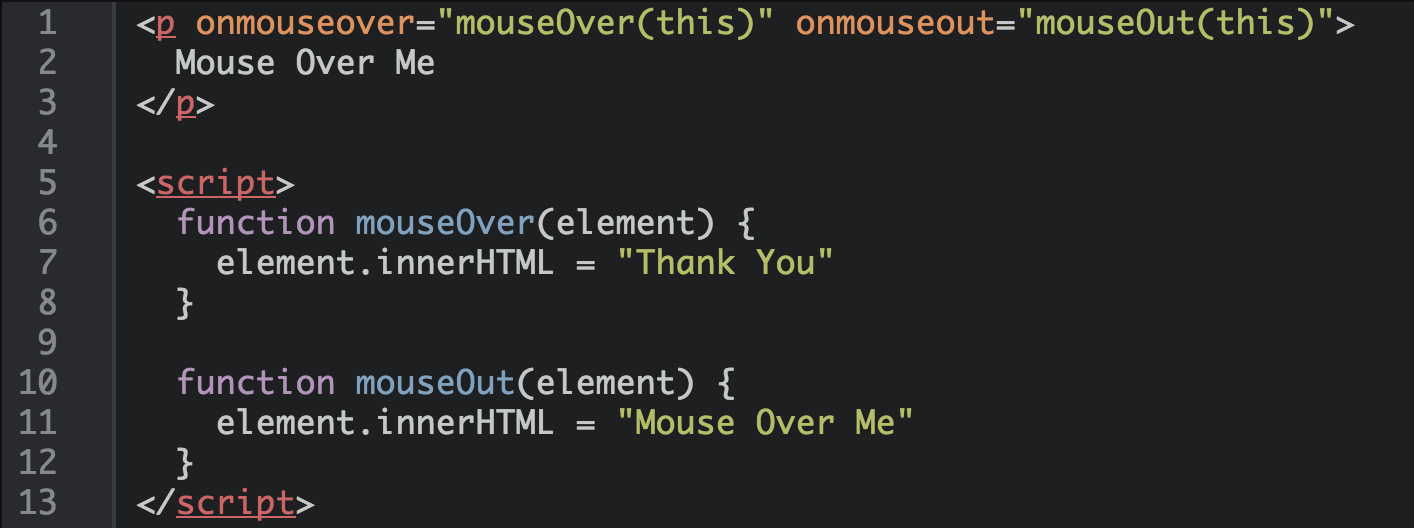 1 <p onmouseover="mouseOver(this)" onmouseout="mouseOut(this)">
2   Mouse Over Me
3 </p>
4
5 <script>
6   function mouseOver(element) {
7     element.innerHTML = "Thank You"
8   }
9
10   function mouseOut(element) {
11     element.innerHTML = "Mouse Over Me"
12   }
13 </script>